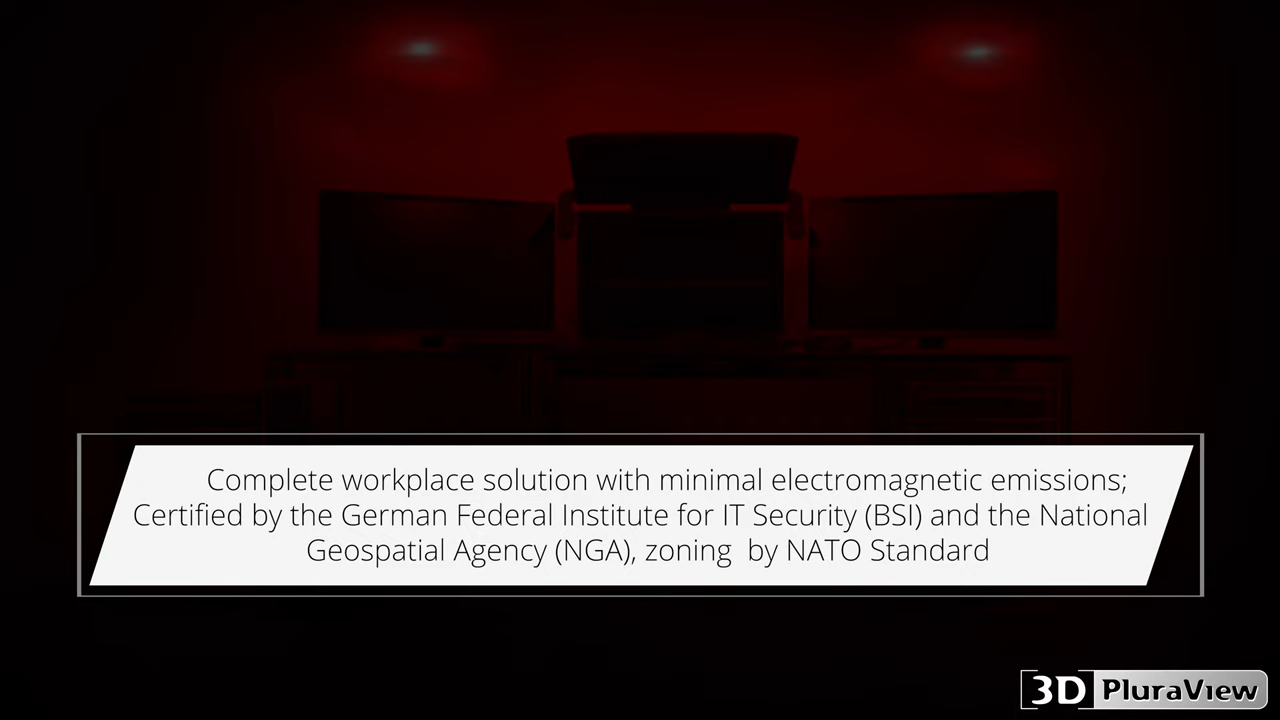 Complete workplace solution with minimal electromagnetic emissions;
Certified by the German Federal Institute for IT Security (BSI) and the National
Geospatial Agency (NGA), zoning  by NATO Standard
3D PluraView